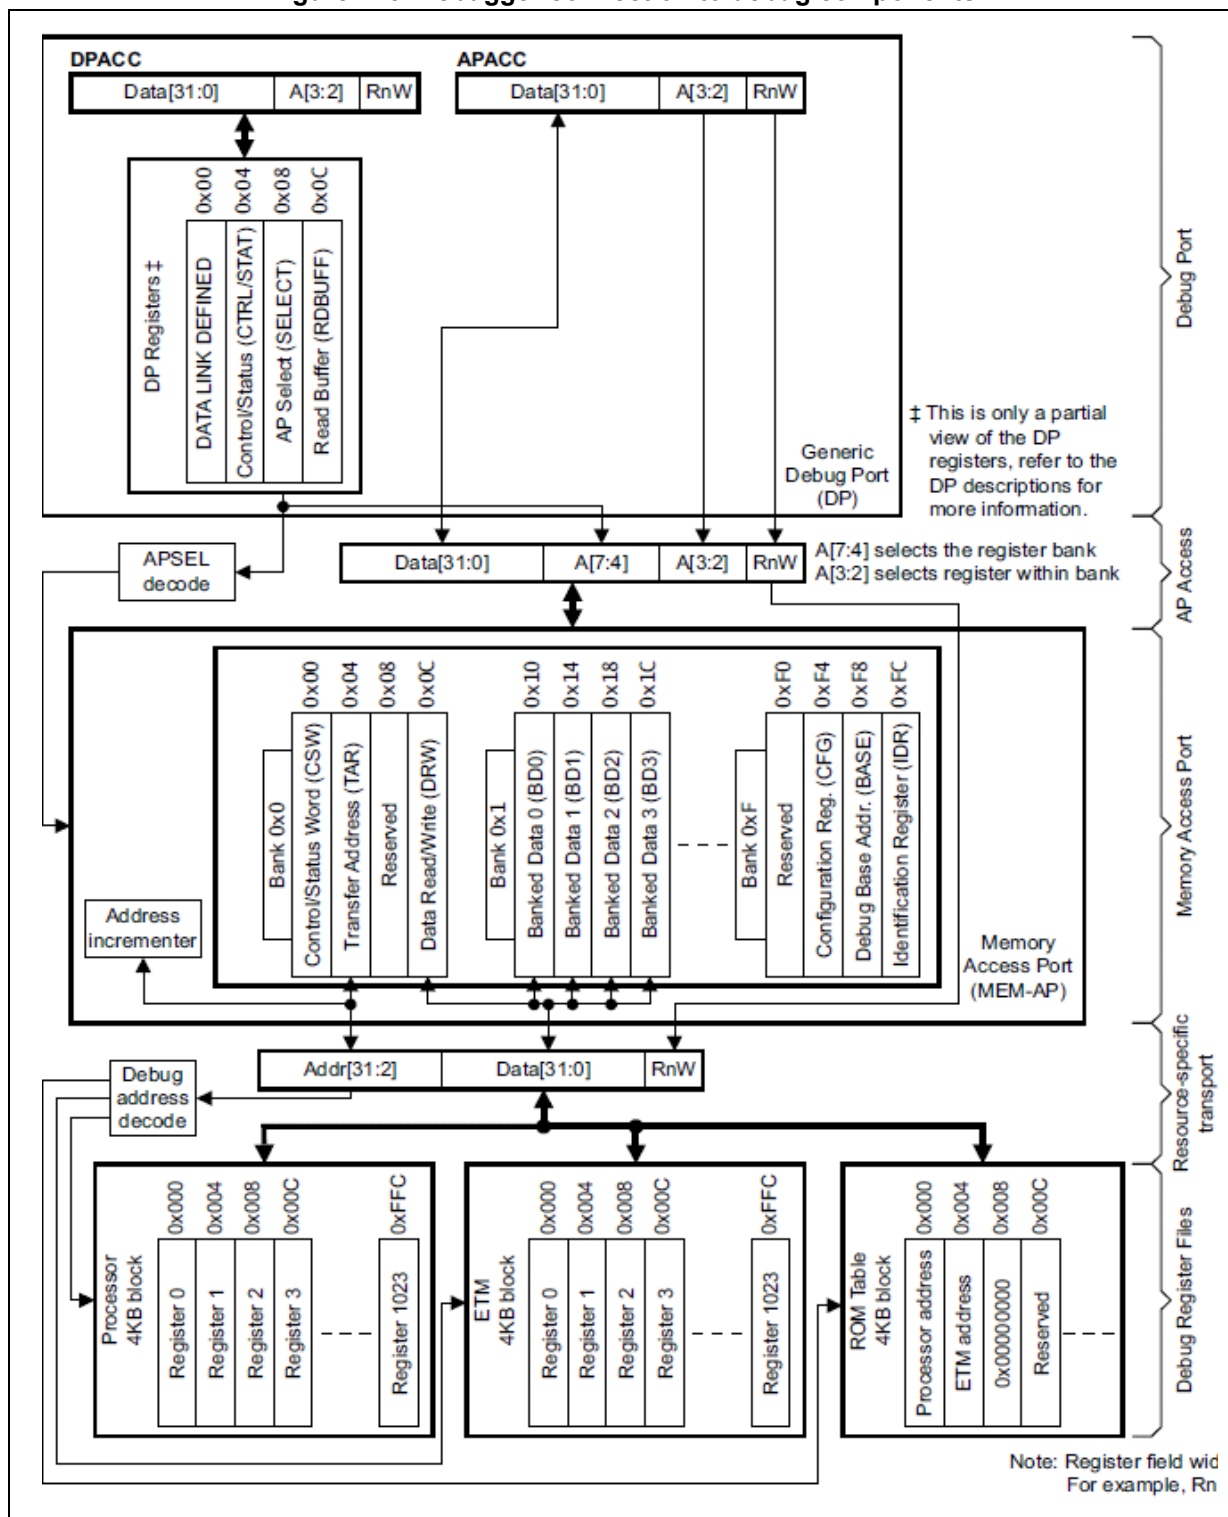 DPACC
Data[31:0] A[3:2] RnW
APACC
Data[31:0] A[3:2] RnW
DP Registers ‡
0x00
0x04
0x08
0x0C
DATA LINK DEFINED
Control/Status (CTRL/STAT)
AP Select (SELECT)
Read Buffer (RDBUFF)
Generic
Debug Port
(DP)
‡ This is only a partial
view of the DP
registers, refer to the
DP descriptions for
more information.
Debug Port
APSEL
decode
Data[31:0] A[7:4] A[3:2] RnW
A[7:4] selects the register bank
A[3:2] selects register within bank
AP Access
Bank 0x0
0x00
0x04
0x08
0x0C
Control/Status Word (CSW)
Transfer Address (TAR)
Reserved
Data Read/Write (DRW)
Bank 0x1
0x10
0x14
0x18
0x1C
Banked Data 0 (BD0)
Banked Data 1 (BD1)
Banked Data 2 (BD2)
Banked Data 3 (BD3)
Bank 0xF
0xF0
0xF4
0xF8
0xFC
Reserved
Configuration Reg. (CFG)
Debug Base Addr. (BASE)
Identification Register (IDR)
Address
incrementer
Memory
Access Port
(MEM-AP)
Memory Access Port
Debug
address
decode
Addr[31:2] Data[31:0] RnW
Resource-specific
transport
Processor
4KB block
0x000
0x004
0x008
0x00C
0xFFC
Register 0
Register 1
Register 2
Register 3
Register 1023
ETM
4KB block
0x000
0x004
0x008
0x00C
0xFFC
Register 0
Register 1
Register 2
Register 3
Register 1023
ROM Table
4KB block
0x000
0x004
0x008
0x00C
Processor address
ETM address
0x00000000
Reserved
Debug Register Files
Note: Register field wid
For example, Rn